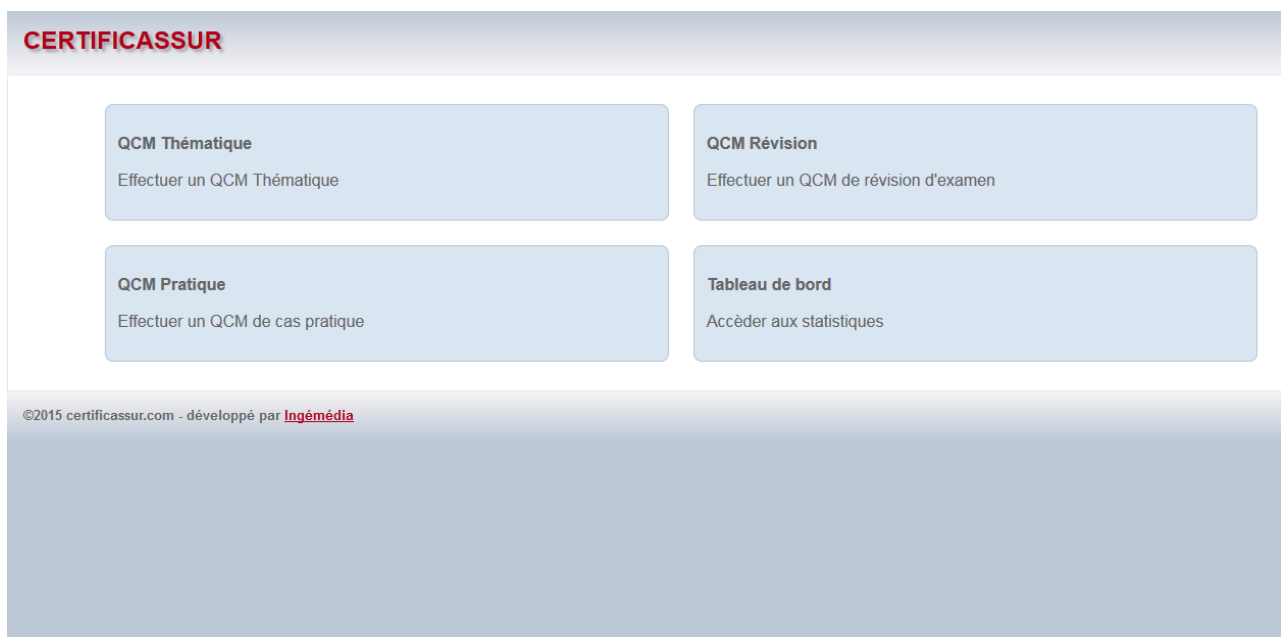 CERTIFICASSUR
QCM Thématique
Effectuer un QCM Thématique
QCM Révision
Effectuer un QCM de révision d'examen
QCM Pratique
Effectuer un QCM de cas pratique
Tableau de bord
Accèder aux statistiques
©2015 certificassur.com - développé par Ingémédia